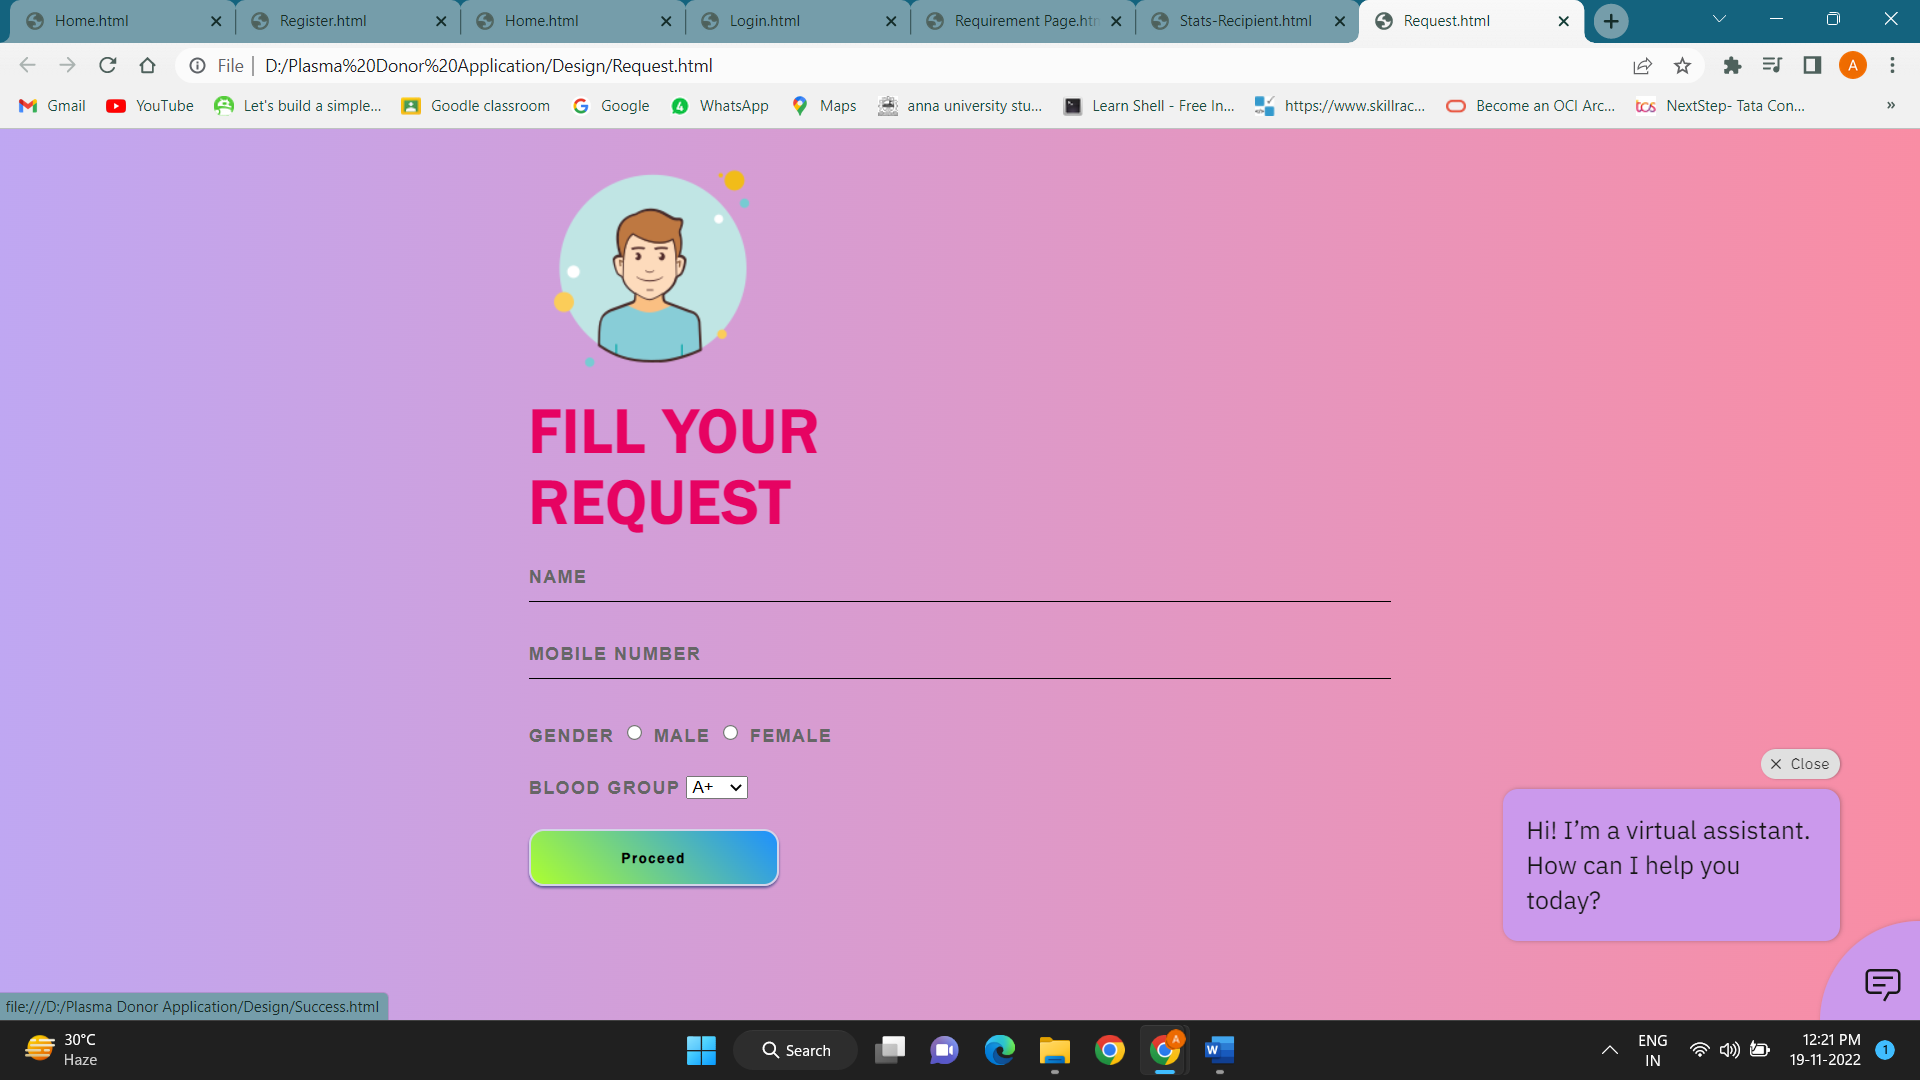 Home.html
Register.html
Home.html
Login.html
Requirement Page.htm
Stats-Recipient.html
Request.html
File
D:/Plasma%20Donor%20Application/Design/Request.html
A
Gmail
YouTube
Let's build a simple...
Goodle classroom
Google
WhatsApp
Maps
anna university stu...
Learn Shell - Free In...
https://www.skillrac...
Become an OCI Arc...
NextStep- Tata Con...
»
FILL YOUR
REQUEST
NAME
MOBILE NUMBER
GENDER MALE FEMALE
BLOOD GROUP A+
Proceed
Close
Hi! I’m a virtual assistant.
How can I help you
today?
file:///D:/Plasma Donor Application/Design/Success.html
30°C
Haze
Search
ENG
IN
12:21 PM
19-11-2022
1